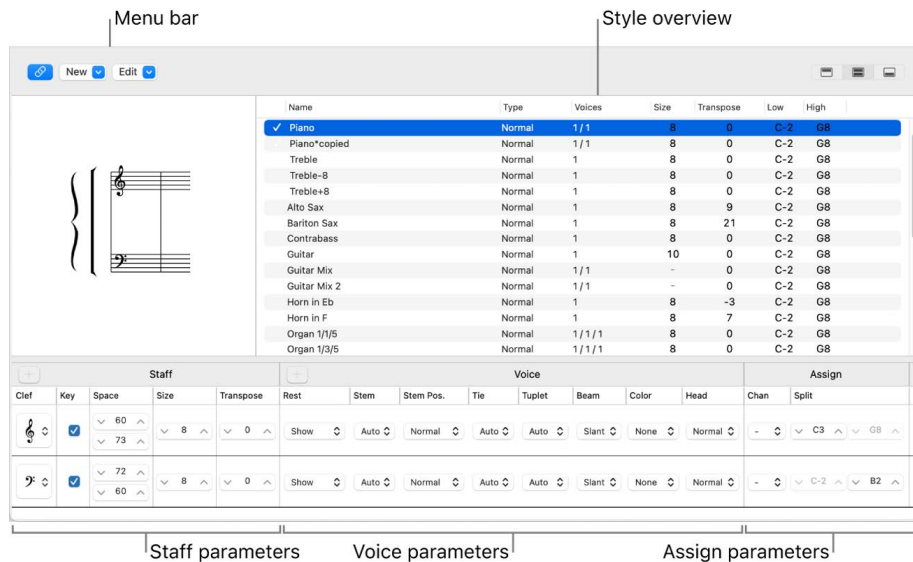 Menu bar Style overview
New Edit
Name Type Voices Size Transpose Low High
✓ Piano Normal 1/1 8 0 C-2 G8
Piano*copied Normal 1/1 8 0 C-2 G8
Treble Normal 1 8 0 C-2 G8
Treble-8 Normal 1 8 0 C-2 G8
Treble+8 Normal 1 8 0 C-2 G8
Alto Sax Normal 1 8 9 C-2 G8
Bariton Sax Normal 1 8 21 C-2 G8
Contrabass Normal 1 8 0 C-2 G8
Guitar Normal 1 10 0 C-2 G8
Guitar Mix Normal 1/1 - 0 C-2 G8
Guitar Mix 2 Normal 1/1 - 0 C-2 G8
Horn in Eb Normal 1 8 -3 C-2 G8
Horn in F Normal 1 8 7 C-2 G8
Organ 1/1/5 Normal 1/1/1 8 0 C-2 G8
Organ 1/3/5 Normal 1/1/1 8 0 C-2 G8
+ Staff + Voice Assign
Clef Key Space Size Transpose Rest Stem Stem Pos. Tie Tuplet Beam Color Head Chan Split
60
8 0 Show Auto Normal Auto Auto Slant None Normal - C3 G8
73
72
8 0 Show Auto Normal Auto Auto Slant None Normal - C-2 B2
60
Staff parameters Voice parameters Assign parameters